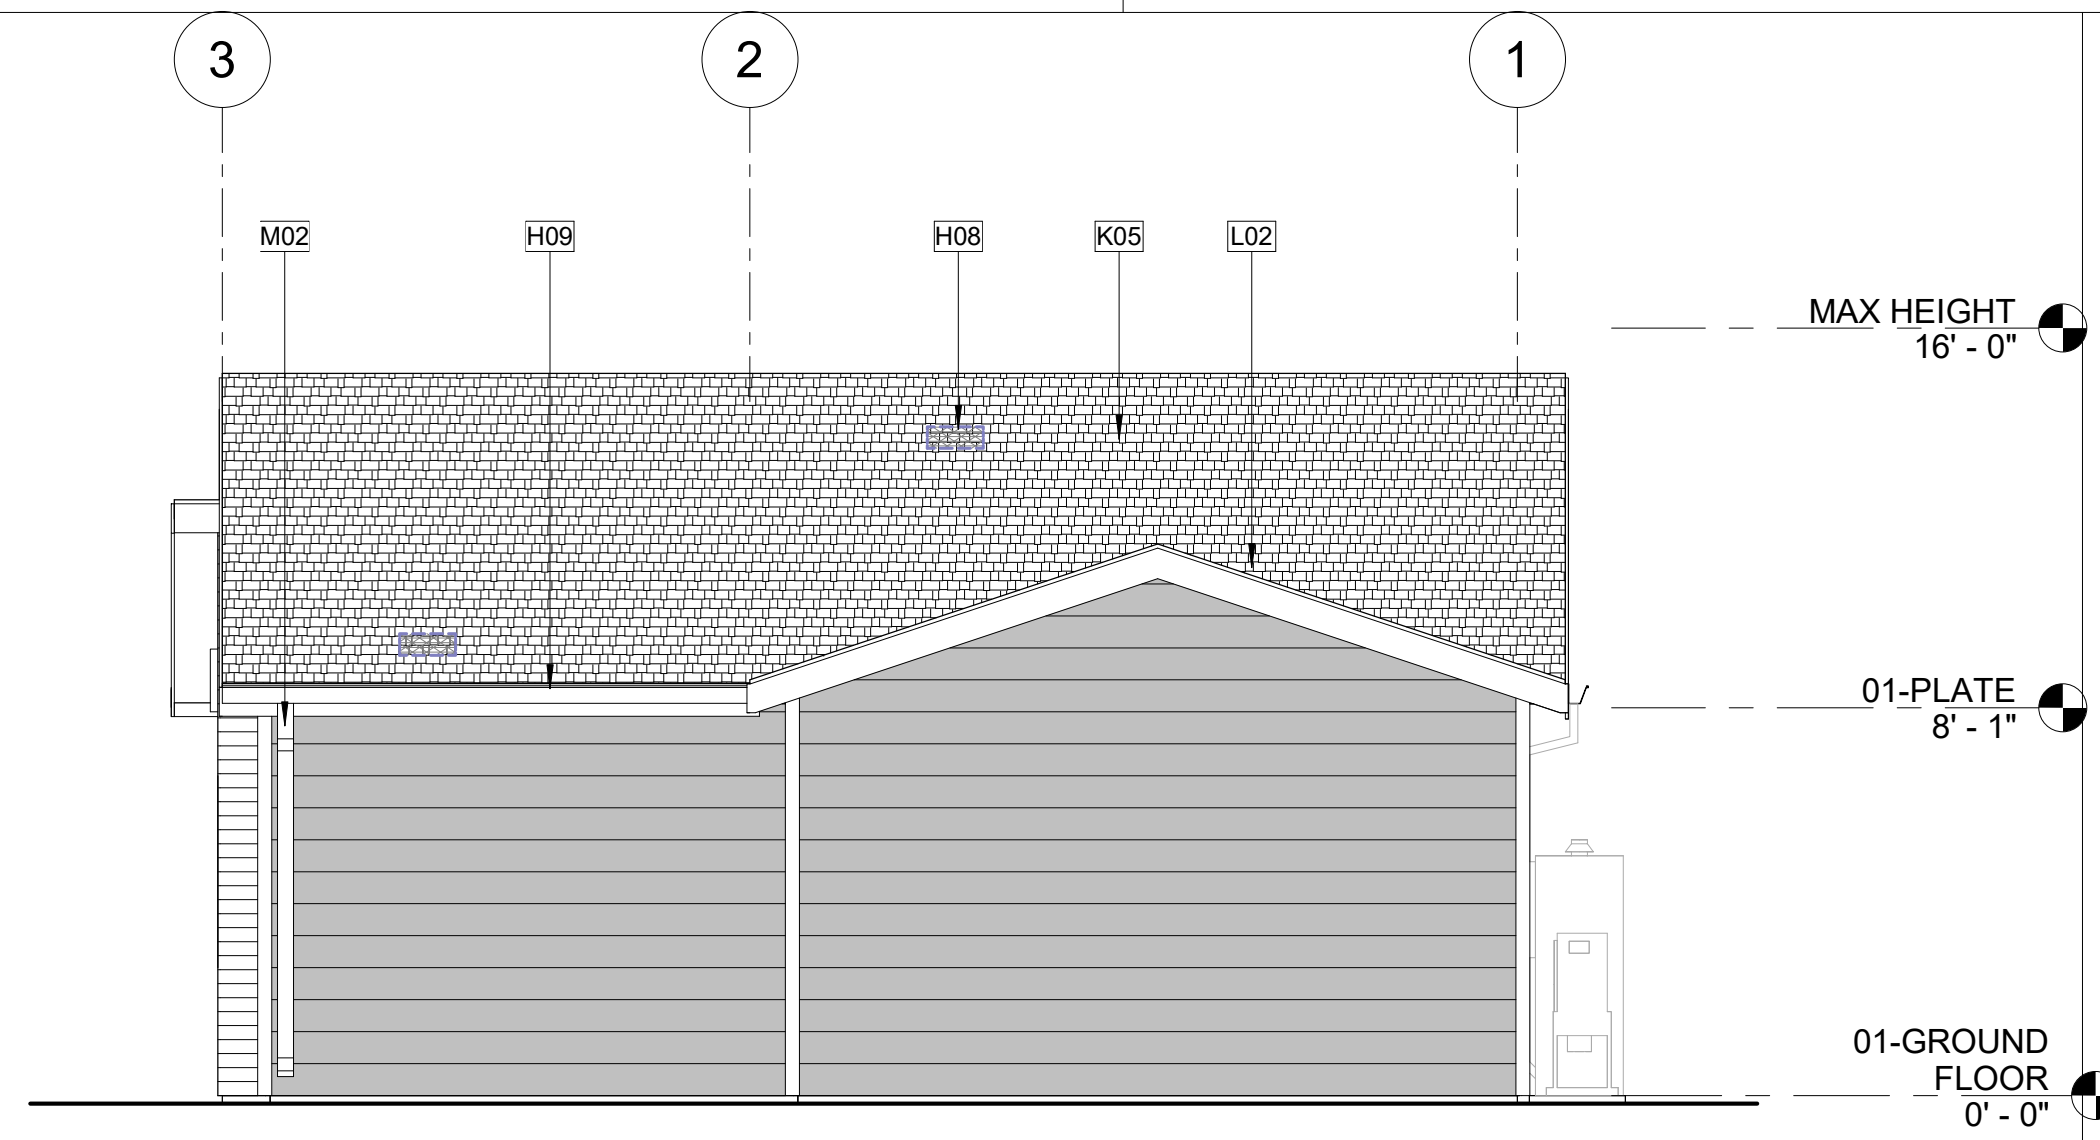 3
2
1
M02
H09
H08
K05
L02
MAX HEIGHT
16' - 0"
01-PLATE
8' - 1"
01-GROUND
FLOOR
0' - 0"